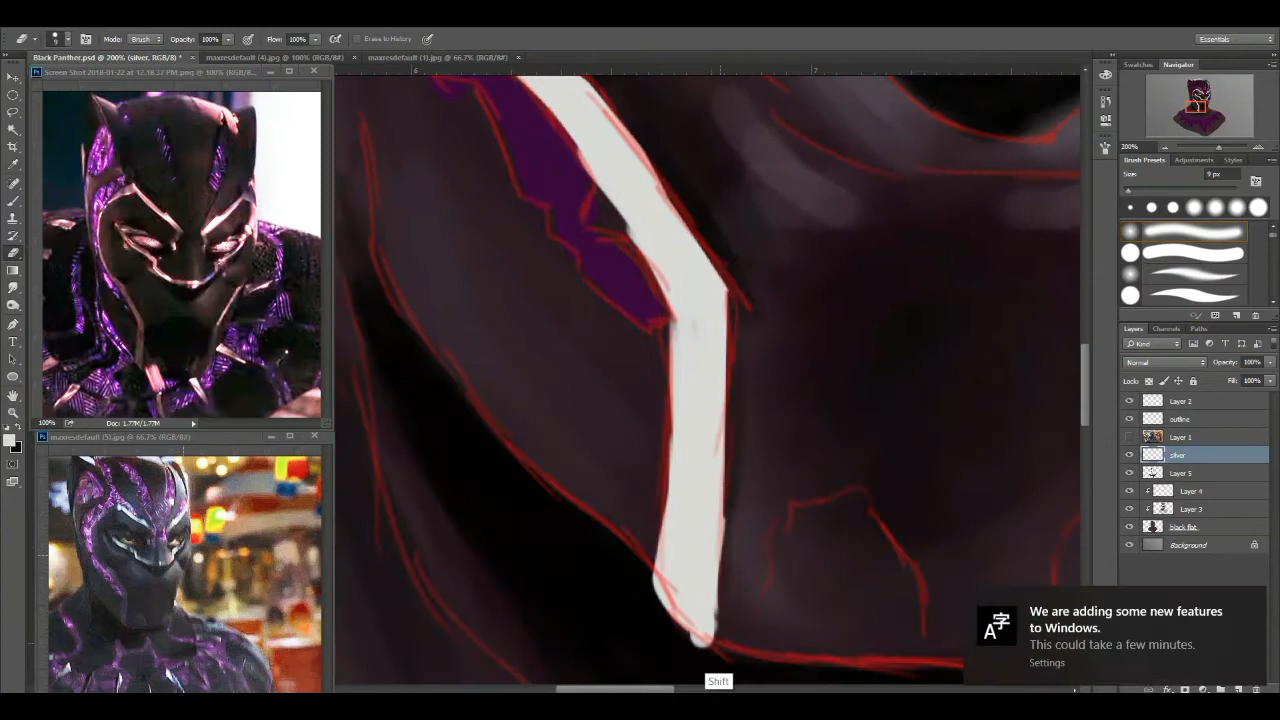 Mode: Brush Opacity: 100% Flow: 100% Erase to History Essentials
Black Panther.psd @ 200% (silver, RGB/8) * × maxresdefault (4).jpg @ 100% (RGB/8#) × maxresdefault (1).jpg @ 66.7% (RGB/8#) ×
Screen Shot 2018-01-22 at 12.18.37 PM.png @ 100% (RGB/8...
6 7
Swatches Navigator
200%
Brush Presets Adjustments Styles
Size: 9 px
Layers Channels Paths
Kind
Normal Opacity: 100%
Lock: Fill: 100%
Layer 2
outline
Layer 1
silver
Layer 5
Layer 4
Layer 3
black flat
Background
100% Doc: 1.77M/1.77M
maxresdefault (5).jpg @ 66.7% (RGB/8#)
We are adding some new features
to Windows.
This could take a few minutes.
Settings
Shift